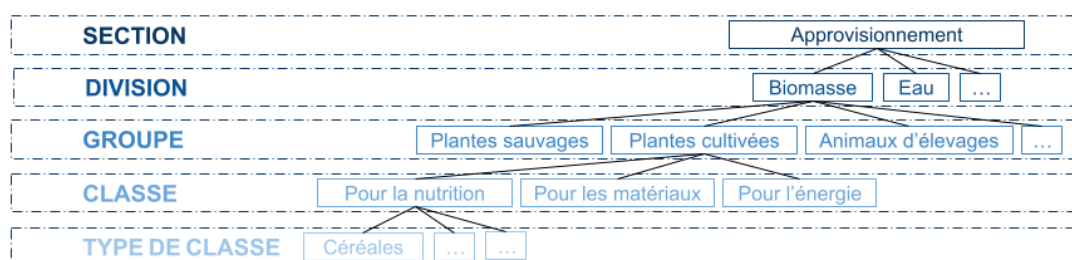 SECTION Approvisionnement
DIVISION Biomasse Eau ...
GROUPE Plantes sauvages Plantes cultivées Animaux d'élevages ...
CLASSE Pour la nutrition Pour les matériaux Pour l'énergie
TYPE DE CLASSE Céréales ... ...